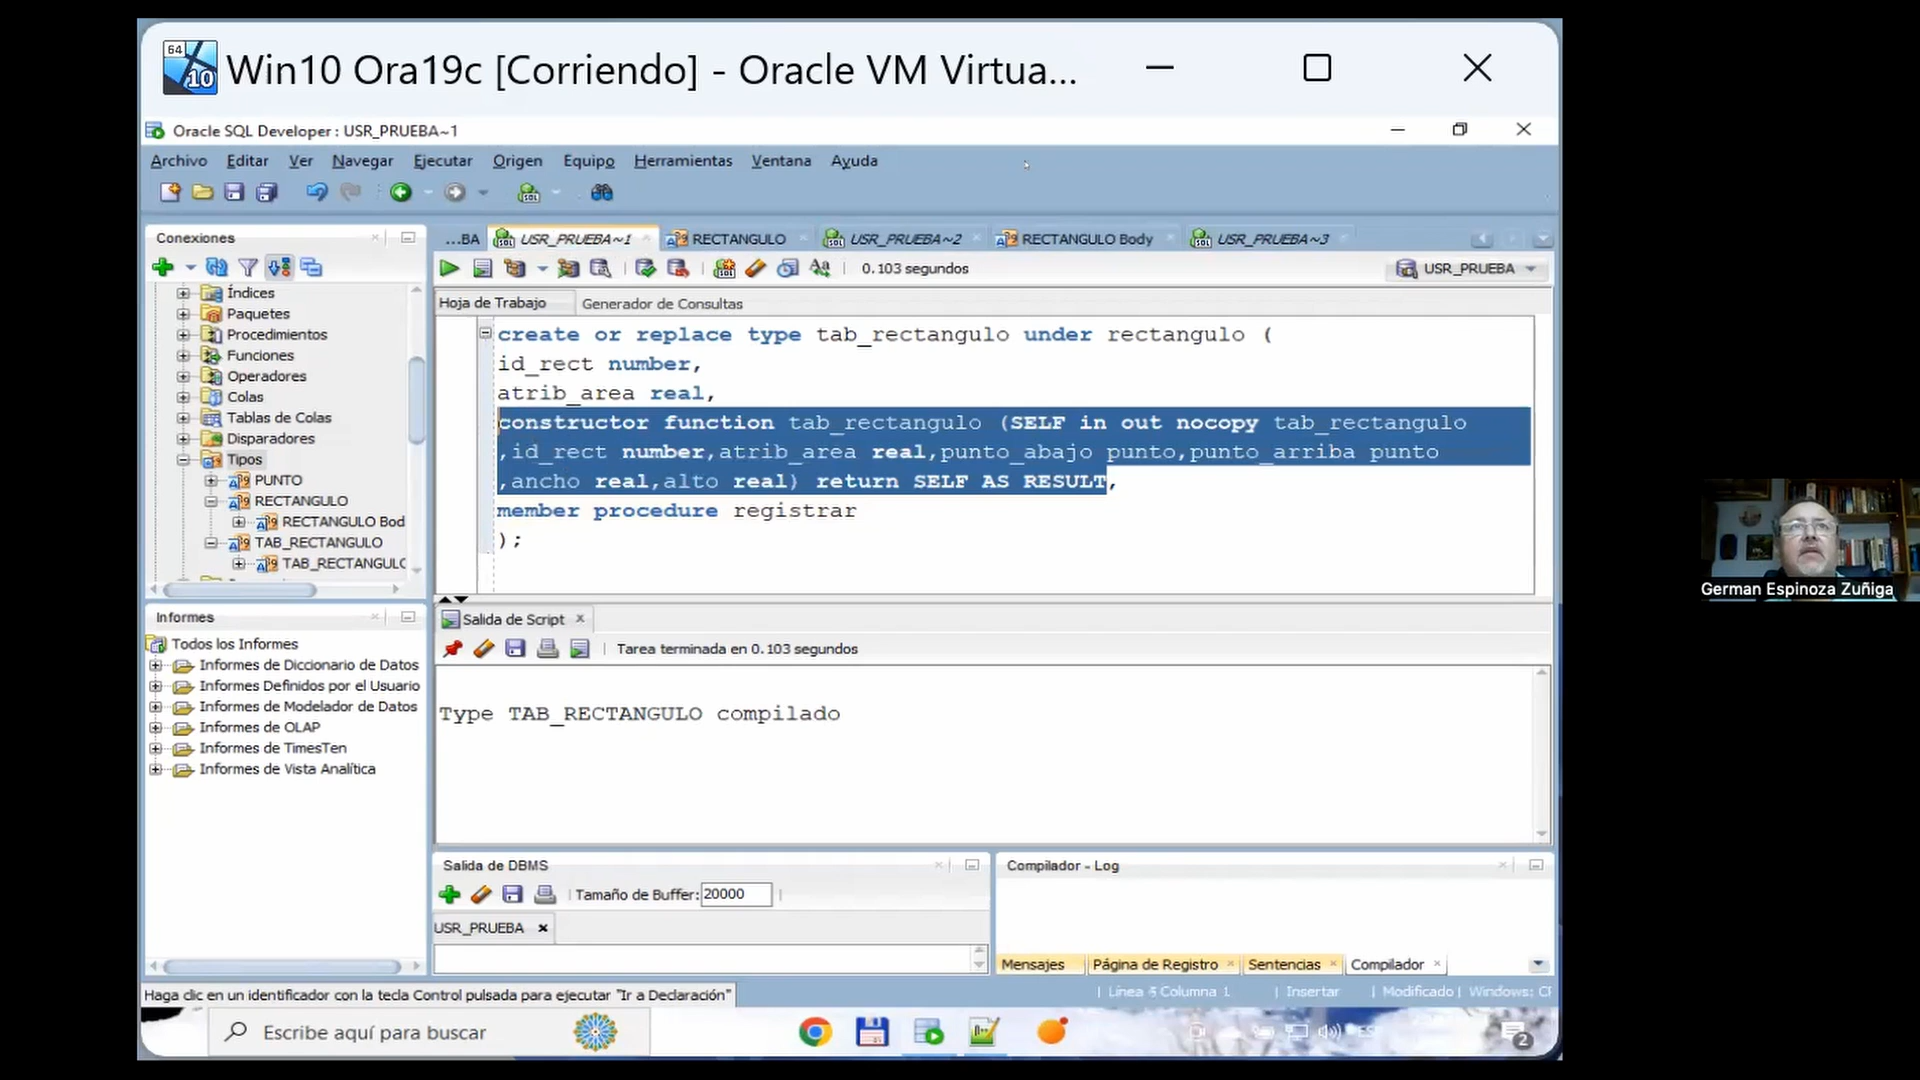 64
10
Win10 Ora19c [Corriendo] - Oracle VM Virtua...
Oracle SQL Developer : USR_PRUEBA~1
Archivo Editar Ver Navegar Ejecutar Origen Equipo Herramientas Ventana Ayuda
Conexiones
...BA USR_PRUEBA~1 RECTANGULO USR_PRUEBA~2 RECTANGULO Body USR_PRUEBA~3
0.103 segundos
USR_PRUEBA
Índices
Paquetes
Procedimientos
Funciones
Operadores
Colas
Tablas de Colas
Disparadores
Tipos
PUNTO
RECTANGULO
RECTANGULO Bod
TAB_RECTANGULO
TAB_RECTANGULO
Hoja de Trabajo Generador de Consultas
create or replace type tab_rectangulo under rectangulo (
id_rect number,
atrib_area real,
constructor function tab_rectangulo (SELF in out nocopy tab_rectangulo
,id_rect number,atrib_area real,punto_abajo punto,punto_arriba punto
,ancho real,alto real) return SELF AS RESULT,
member procedure registrar
);
Informes
Todos los Informes
Informes de Diccionario de Datos
Informes Definidos por el Usuario
Informes de Modelador de Datos
Informes de OLAP
Informes de TimesTen
Informes de Vista Analítica
Salida de Script
Tarea terminada en 0.103 segundos
Type TAB_RECTANGULO compilado
Salida de DBMS
Tamaño de Buffer: 20000
USR_PRUEBA
Compilador - Log
Mensajes Página de Registro Sentencias Compilador
Haga clic en un identificador con la tecla Control pulsada para ejecutar "Ir a Declaración"
Columna 1 Insertar Modificado Windows:
Escribe aquí para buscar
2
German Espinoza Zuñiga